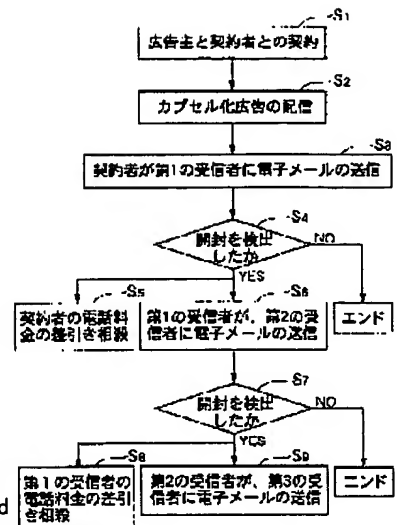 S1
広告主と契約者との契約
S2
カプセル化広告の配信
S3
契約者が第1の受信者に電子メールの送信
S4
開封を検出
したか
NO
YES
S5
契約者の電話料
金の差引き相殺
S6
第1の受信者が、第2の受
信者に電子メールの送信
エンド
S7
開封を検出
したか
NO
YES
S8
第1の受信者の
電話料金の差引
き相殺
S9
第2の受信者が、第3の受
信者に電子メールの送信
エンド
d